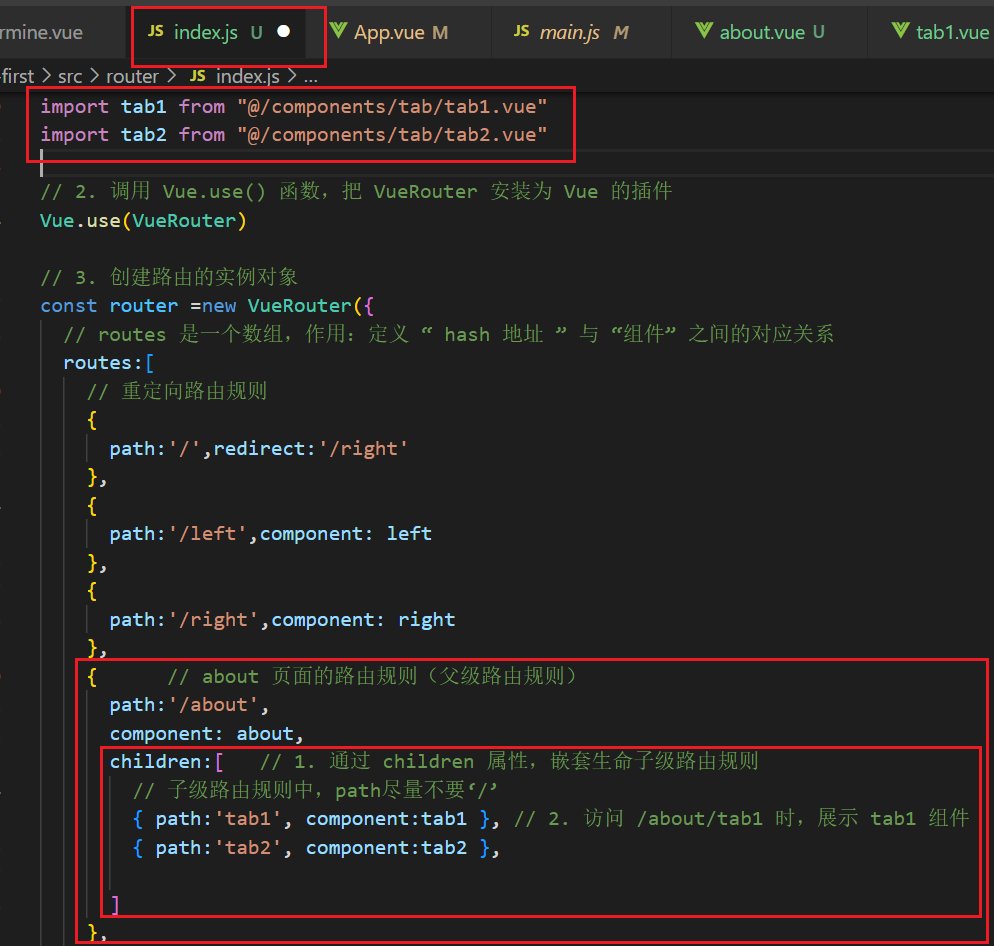 rmine.vue JS index.js U App.vue M JS main.js M about.vue U tab1.vue
-first > src > router > JS index.js > ...
import tab1 from "@/components/tab/tab1.vue"
import tab2 from "@/components/tab/tab2.vue"
// 2. 调用 Vue.use() 函数，把 VueRouter 安装为 Vue 的插件
Vue.use(VueRouter)
// 3. 创建路由的实例对象
const router =new VueRouter({
// routes 是一个数组，作用：定义 “ hash 地址 ” 与 “组件” 之间的对应关系
routes:[
// 重定向路由规则
{
path:'/',redirect:'/right'
},
{
path:'/left',component: left
},
{
path:'/right',component: right
},
{ // about 页面的路由规则（父级路由规则）
path:'/about',
component: about,
children:[ // 1. 通过 children 属性，嵌套生命子级路由规则
// 子级路由规则中，path尽量不要‘/’
{ path:'tab1', component:tab1 }, // 2. 访问 /about/tab1 时，展示 tab1 组件
{ path:'tab2', component:tab2 },
]
},